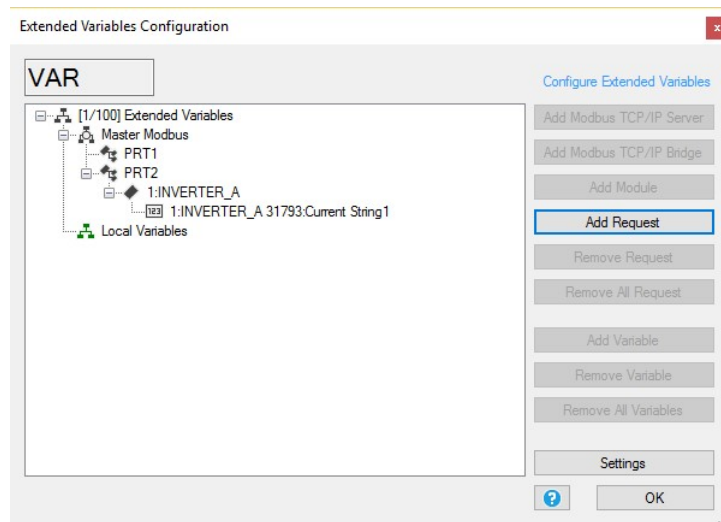 Extended Variables Configuration
x
VAR
Configure Extended Variables
[1/100] Extended Variables
Master Modbus
PRT1
PRT2
1:INVERTER_A
123 1:INVERTER_A 31793:Current String1
Local Variables
Add Modbus TCP/IP Server
Add Modbus TCP/IP Bridge
Add Module
Add Request
Remove Request
Remove All Request
Add Variable
Remove Variable
Remove All Variables
Settings
?
OK